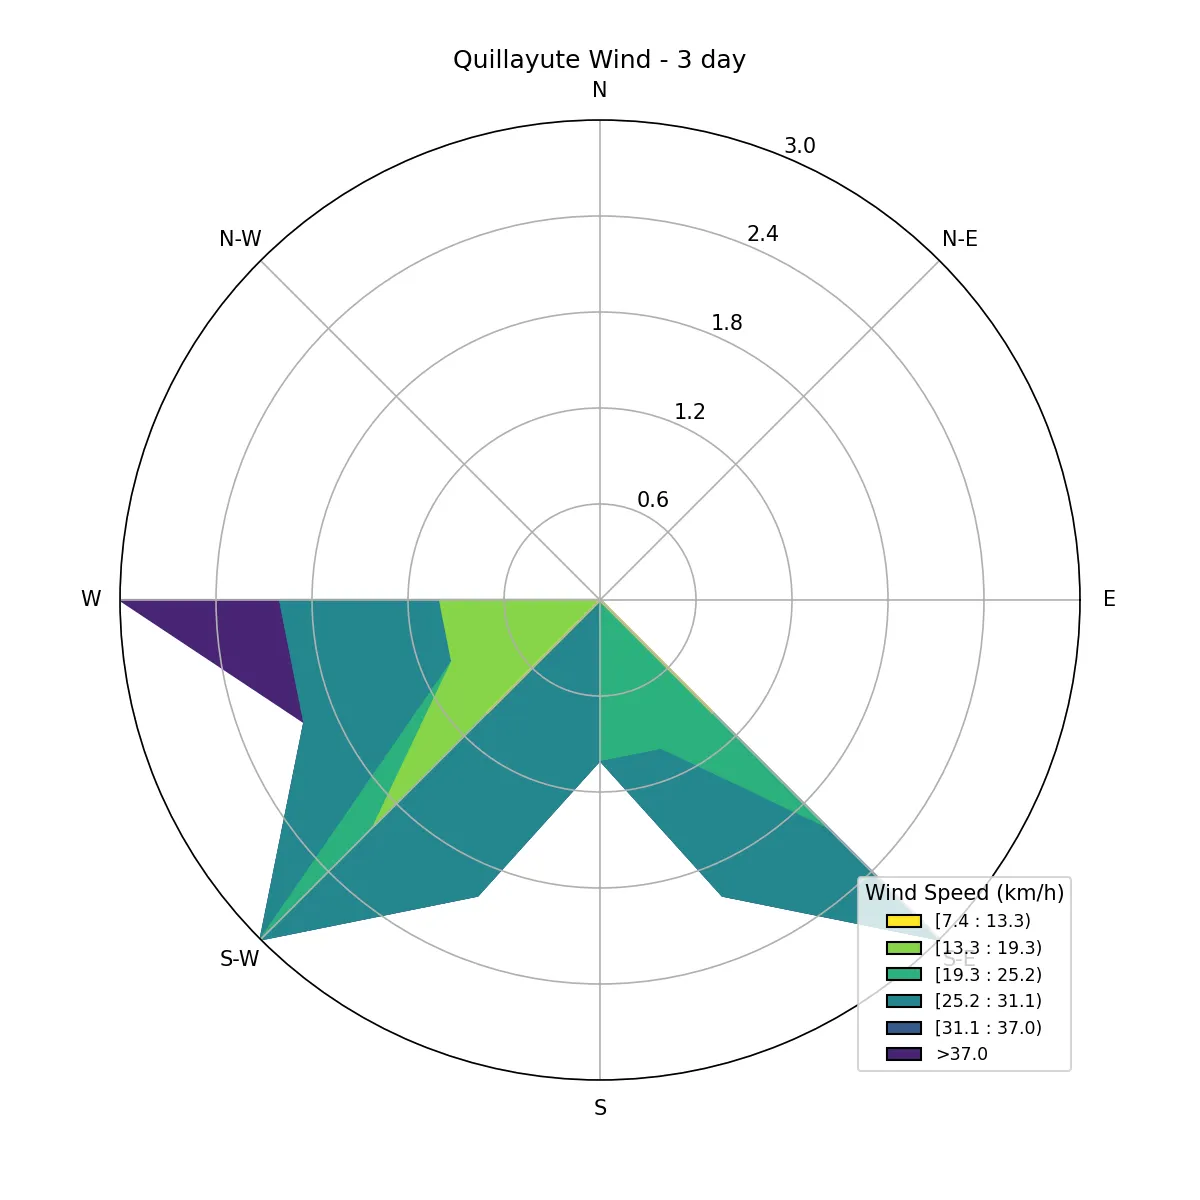 Quillayute Wind - 3 day
N
3.0
N-W
N-E
2.4
1.8
1.2
0.6
W
E
Wind Speed (km/h)
[7.4 : 13.3)
[13.3 : 19.3)
S-W
S-E
[19.3 : 25.2)
[25.2 : 31.1)
[31.1 : 37.0)
>37.0
S